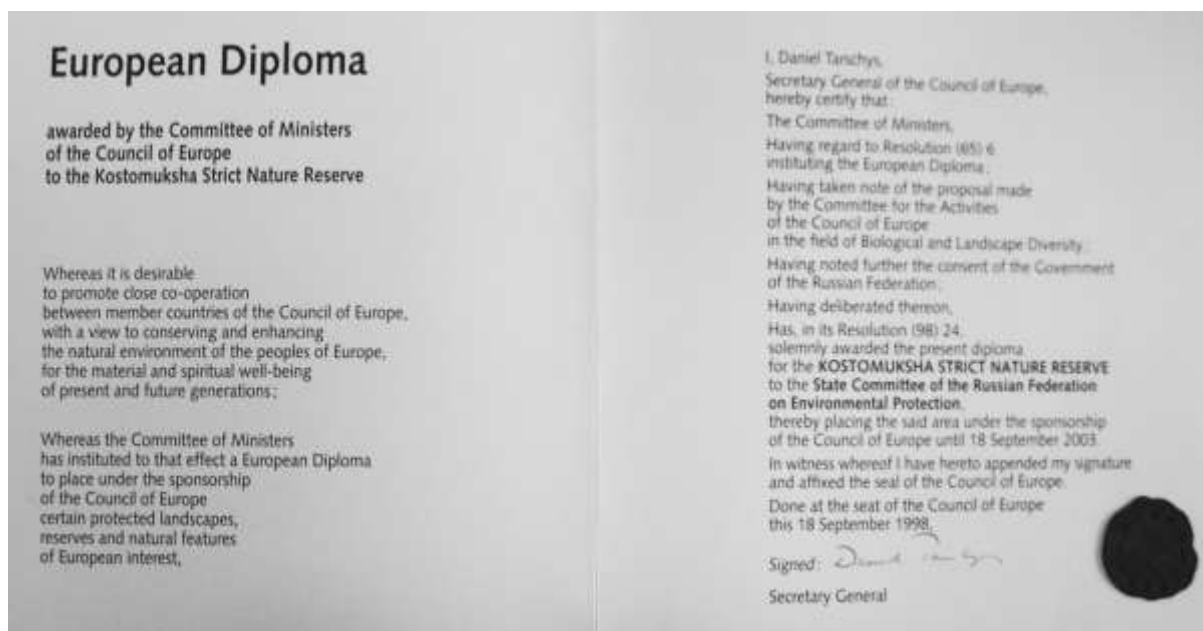 European Diploma
awarded by the Committee of Ministers
of the Council of Europe
to the Kostomuksha Strict Nature Reserve
Whereas it is desirable
to promote close co-operation
between member countries of the Council of Europe,
with a view to conserving and enhancing
the natural environment of the peoples of Europe,
for the material and spiritual well-being
of present and future generations;
Whereas the Committee of Ministers
has instituted to that effect a European Diploma
to place under the sponsorship
of the Council of Europe
certain protected landscapes,
reserves and natural features
of European interest,
I, Daniel Tarschys,
Secretary General of the Council of Europe,
hereby certify that:
The Committee of Ministers,
Having regard to Resolution (65) 6
instituting the European Diploma;
Having taken note of the proposal made
by the Committee for the Activities
of the Council of Europe
in the field of Biological and Landscape Diversity;
Having noted further the consent of the Government
of the Russian Federation;
Having deliberated thereon,
Has, in its Resolution (98) 24,
solemnly awarded the present diploma
for the KOSTOMUKSHA STRICT NATURE RESERVE
to the State Committee of the Russian Federation
on Environmental Protection,
thereby placing the said area under the sponsorship
of the Council of Europe until 18 September 2003.
In witness whereof I have hereto appended my signature
and affixed the seal of the Council of Europe.
Done at the seat of the Council of Europe
this 18 September 1998,
Signed:
Secretary General